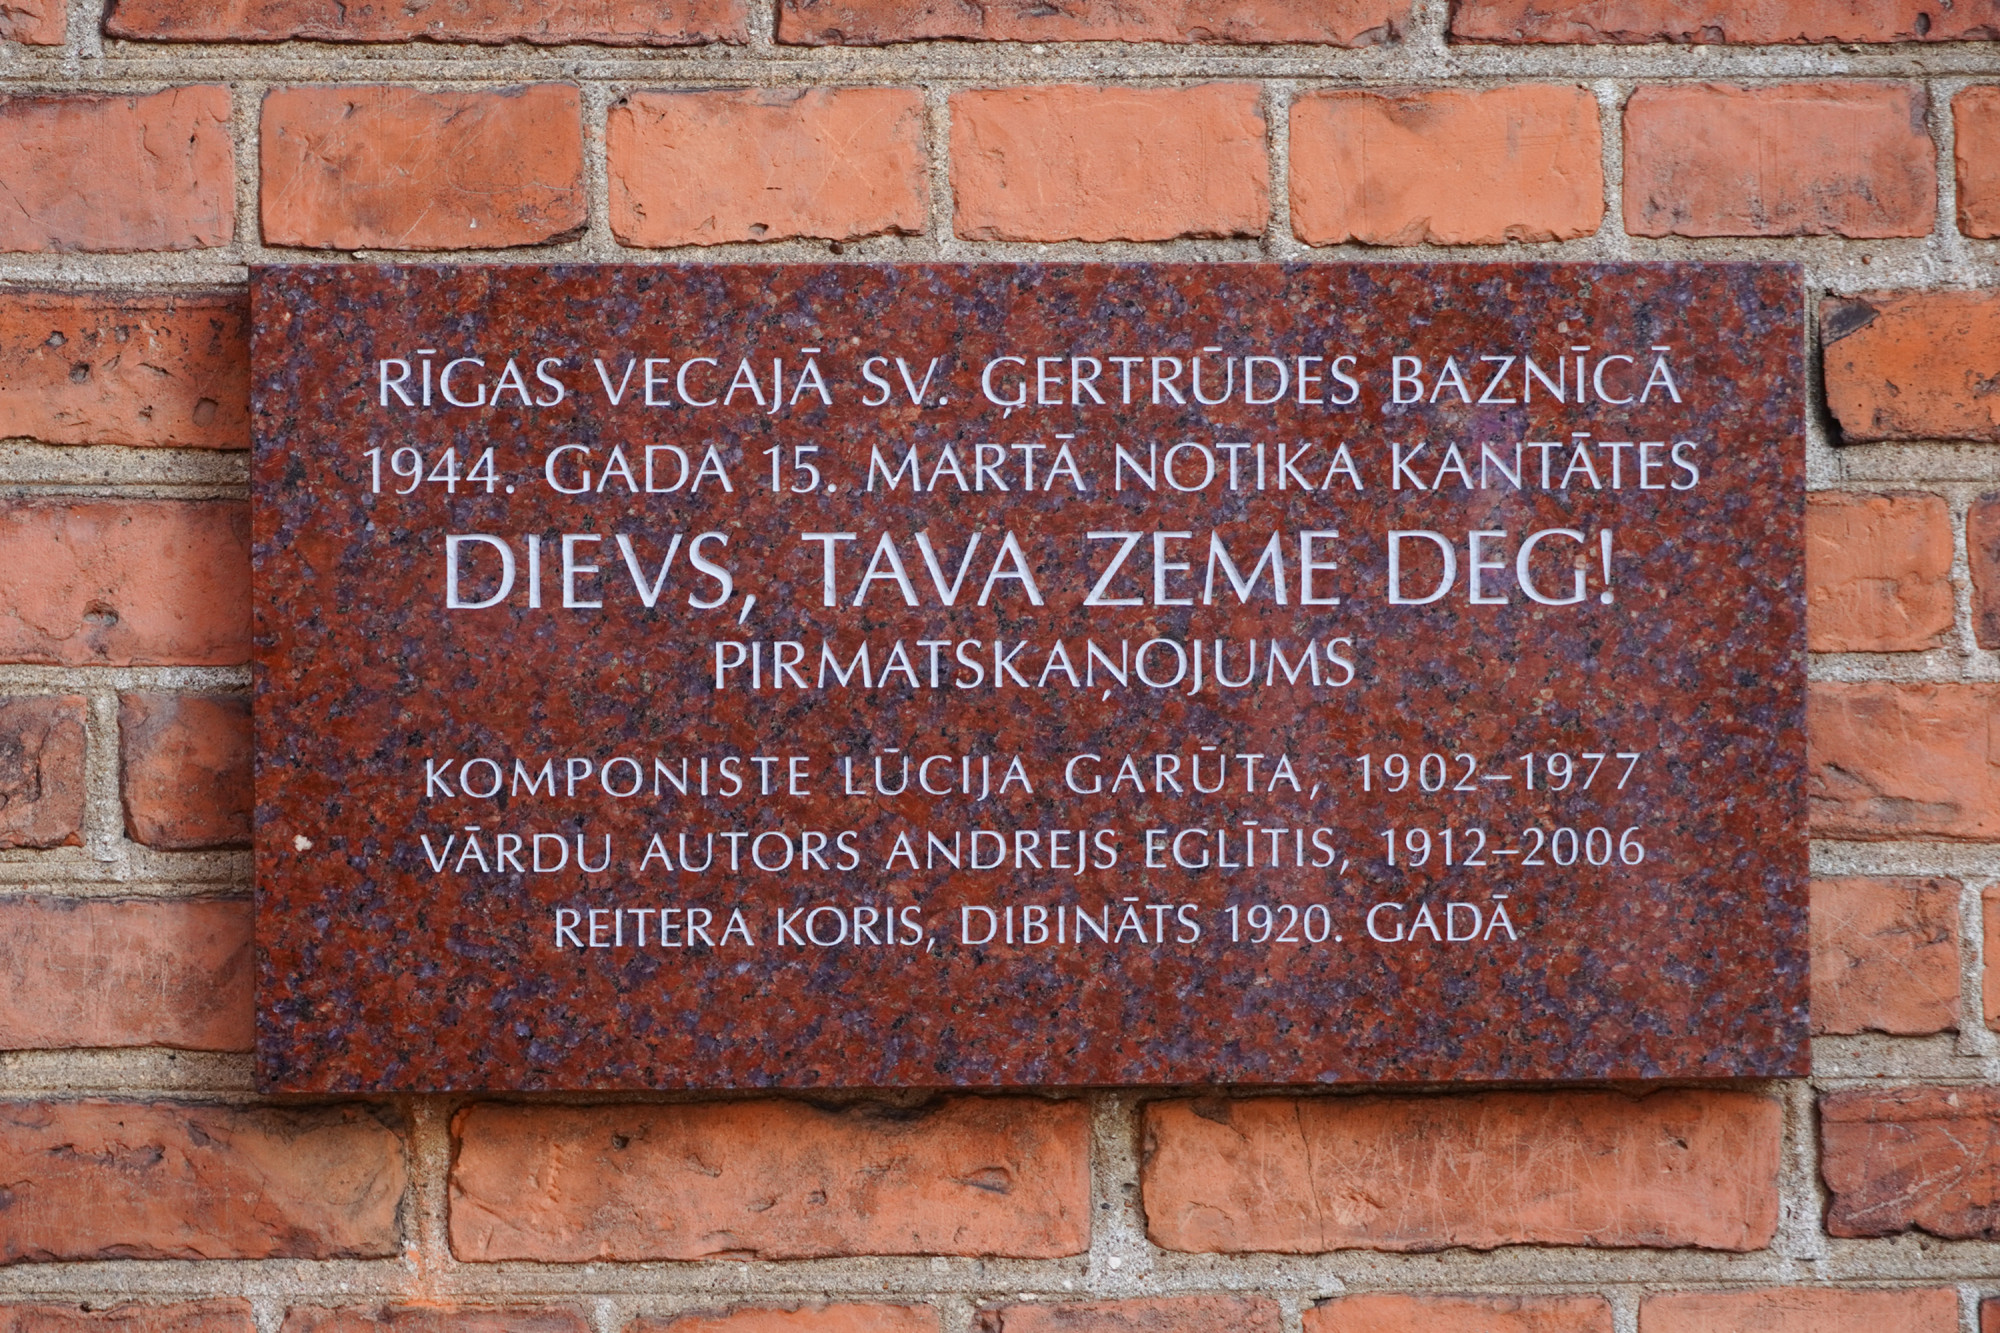 RĪGAS VECAJĀ SV. ĢERTRŪDES BAZNĪCĀ
1944. GADA 15. MARTĀ NOTIKA KANTĀTES
DIEVS, TAVA ZEME DEG!
PIRMATSKAŅOJUMS
KOMPONISTE LŪCIJA GARŪTA, 1902–1977
VĀRDU AUTORS ANDREJS EGLĪTIS, 1912–2006
REITERA KORIS, DIBINĀTS 1920. GADĀ